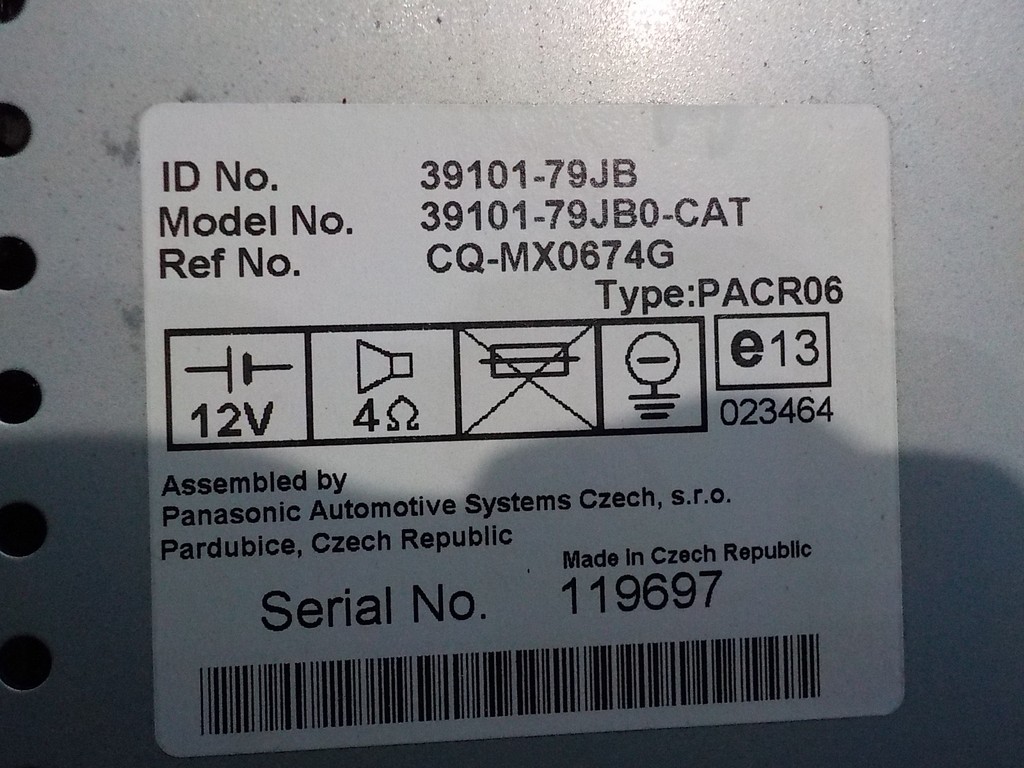 ID No. 39101-79JB
Model No. 39101-79JB0-CAT
Ref No. CQ-MX0674G
Type:PACR06
12V 4Ω e13
023464
Assembled by
Panasonic Automotive Systems Czech, s.r.o.
Pardubice, Czech Republic
Made in Czech Republic
Serial No. 119697